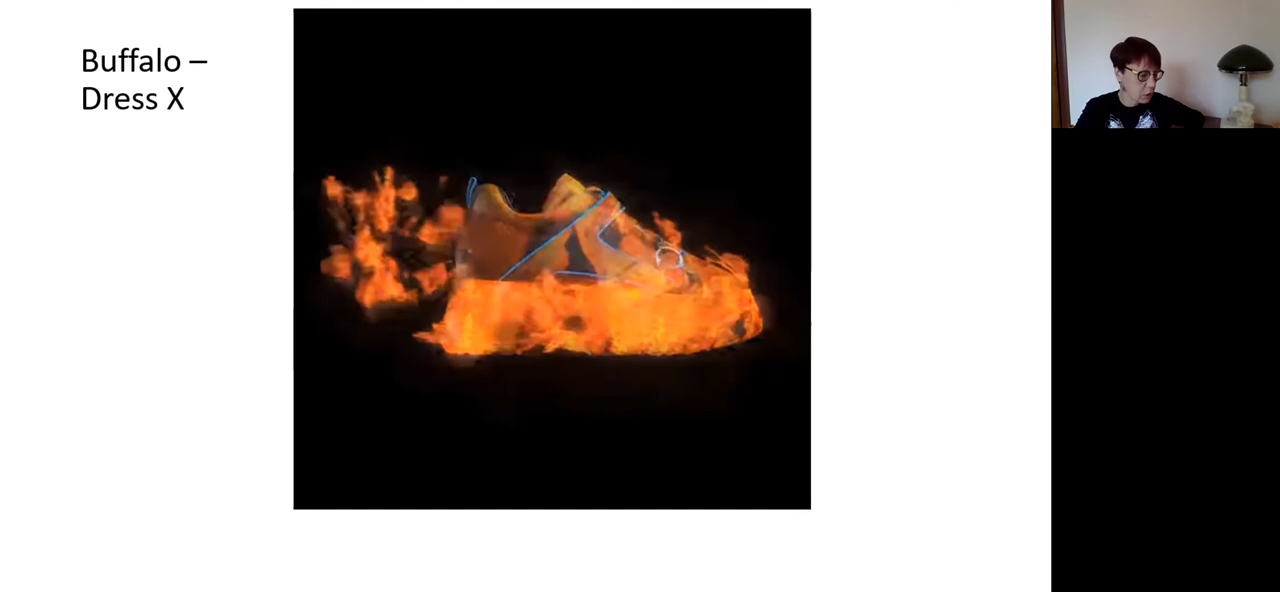 Buffalo –
Dress X